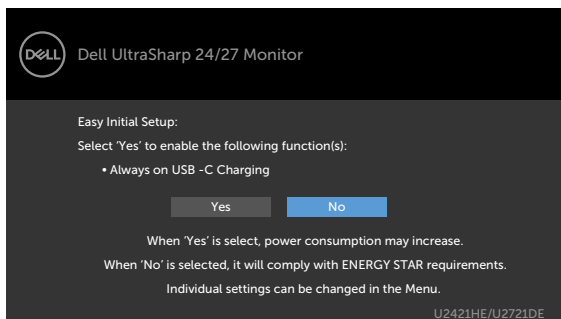 DELL
Dell UltraSharp 24/27 Monitor
Easy Initial Setup:
Select ‘Yes’ to enable the following function(s):
• Always on USB -C Charging
Yes No
When ‘Yes’ is select, power consumption may increase.
When ‘No’ is selected, it will comply with ENERGY STAR requirements.
Individual settings can be changed in the Menu.
U2421HE/U2721DE